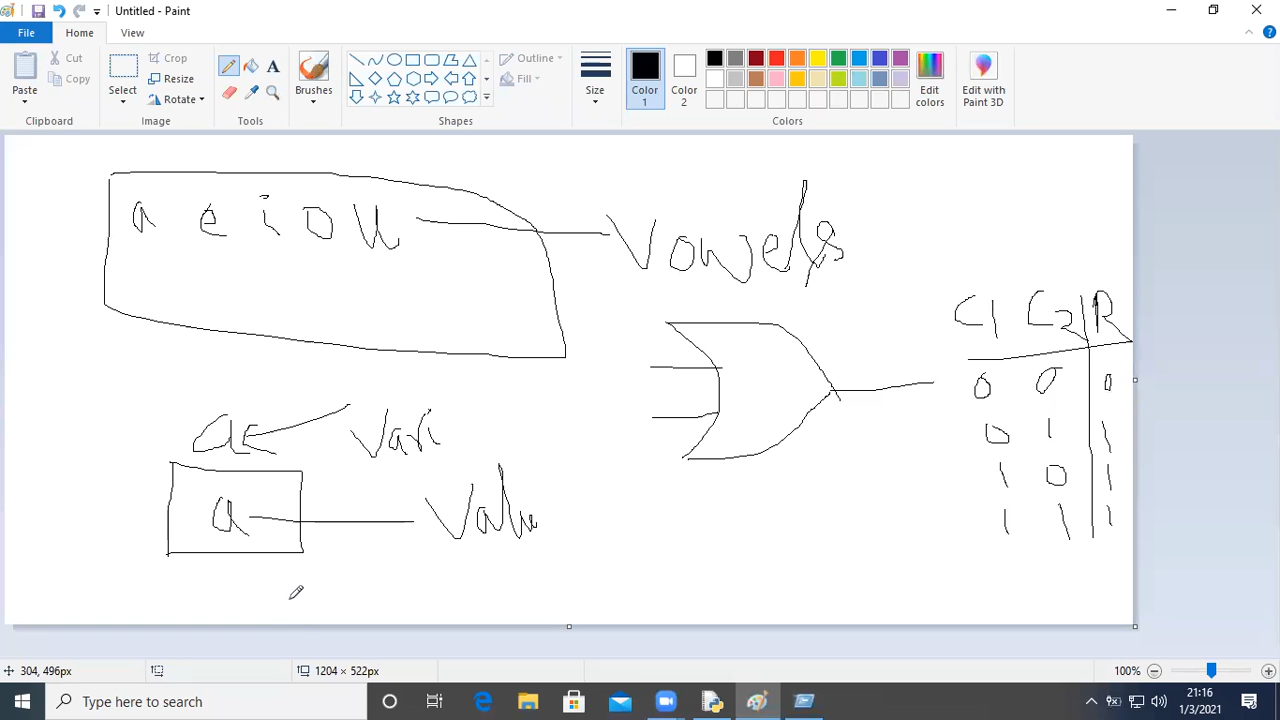 Untitled - Paint
File
Home
View
Paste
Cut
Copy
Clipboard
Select
Crop
Resize
Rotate
Image
Tools
Brushes
Shapes
Outline
Fill
Size
Color 1
Color 2
Colors
Edit colors
Edit with Paint 3D
a e i o u
Vowels
C1 C2 R
0 0 0
0 1 1
1 0 1
1 1 1
a
Vari
a
Valu
304, 496px
1204 × 522px
100%
Type here to search
21:16
1/3/2021